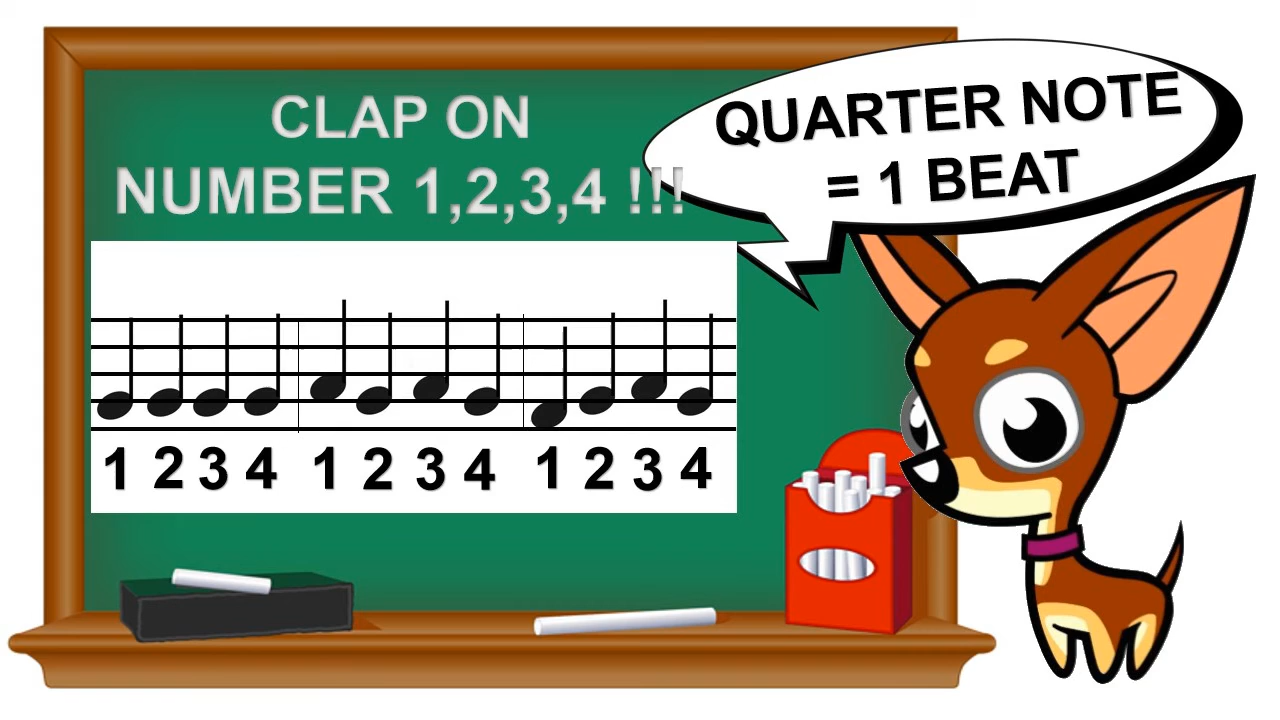 CLAP ON
NUMBER 1,2,3,4 !!!
QUARTER NOTE
= 1 BEAT
1 2 3 4 1 2 3 4 1 2 3 4